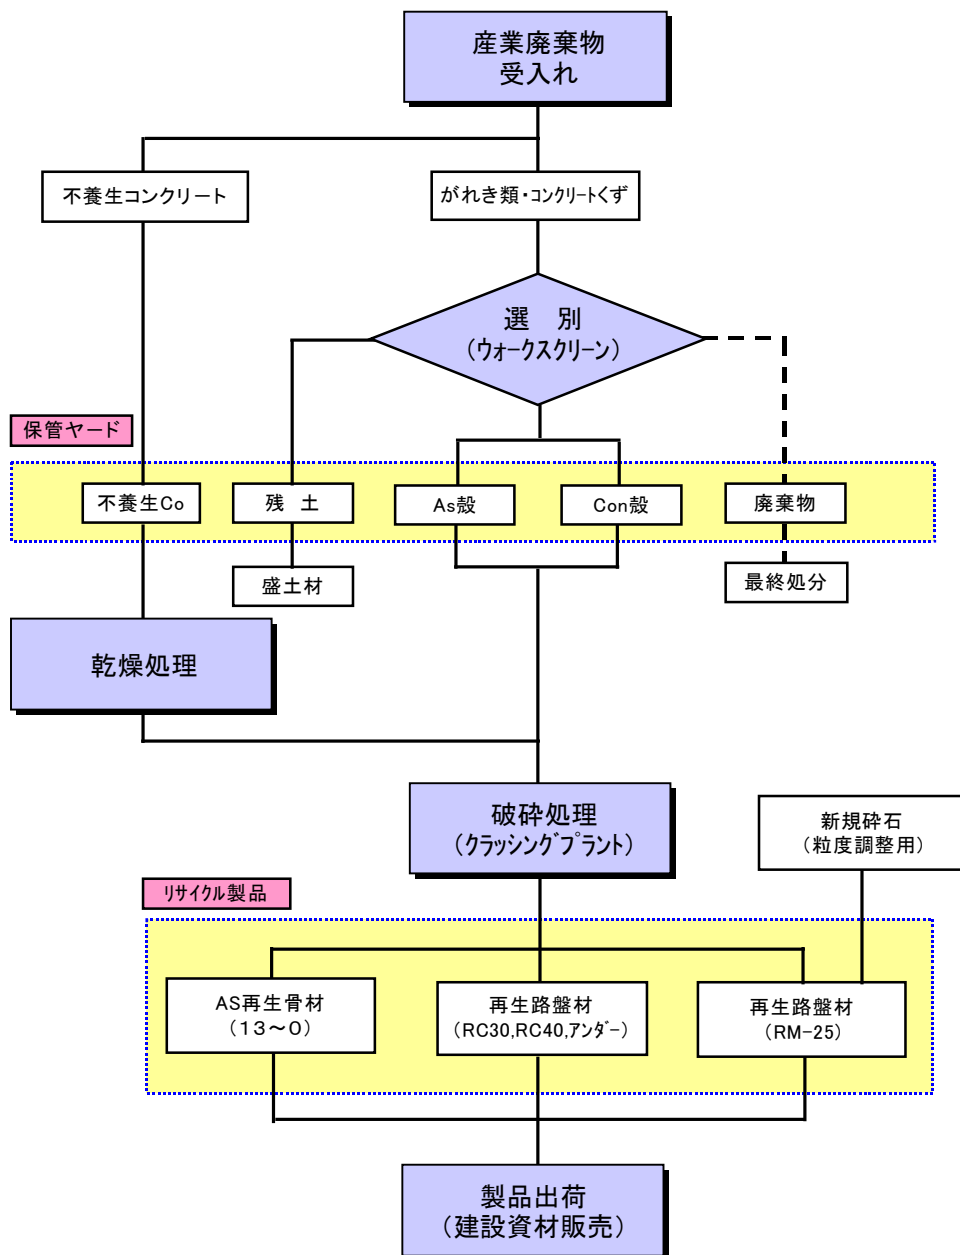 産業廃棄物
受入れ
不養生コンクリート
がれき類・コンクリートくず
選　別
（ウォークスクリーン）
保管ヤード
不養生Co
残　土
As殻
Con殻
廃棄物
盛土材
最終処分
乾燥処理
破砕処理
（クラッシングプラント）
新規砕石
（粒度調整用）
リサイクル製品
AS再生骨材
（１３～０）
再生路盤材
（RC30,RC40,アンダー）
再生路盤材
（RM-25）
製品出荷
（建設資材販売）